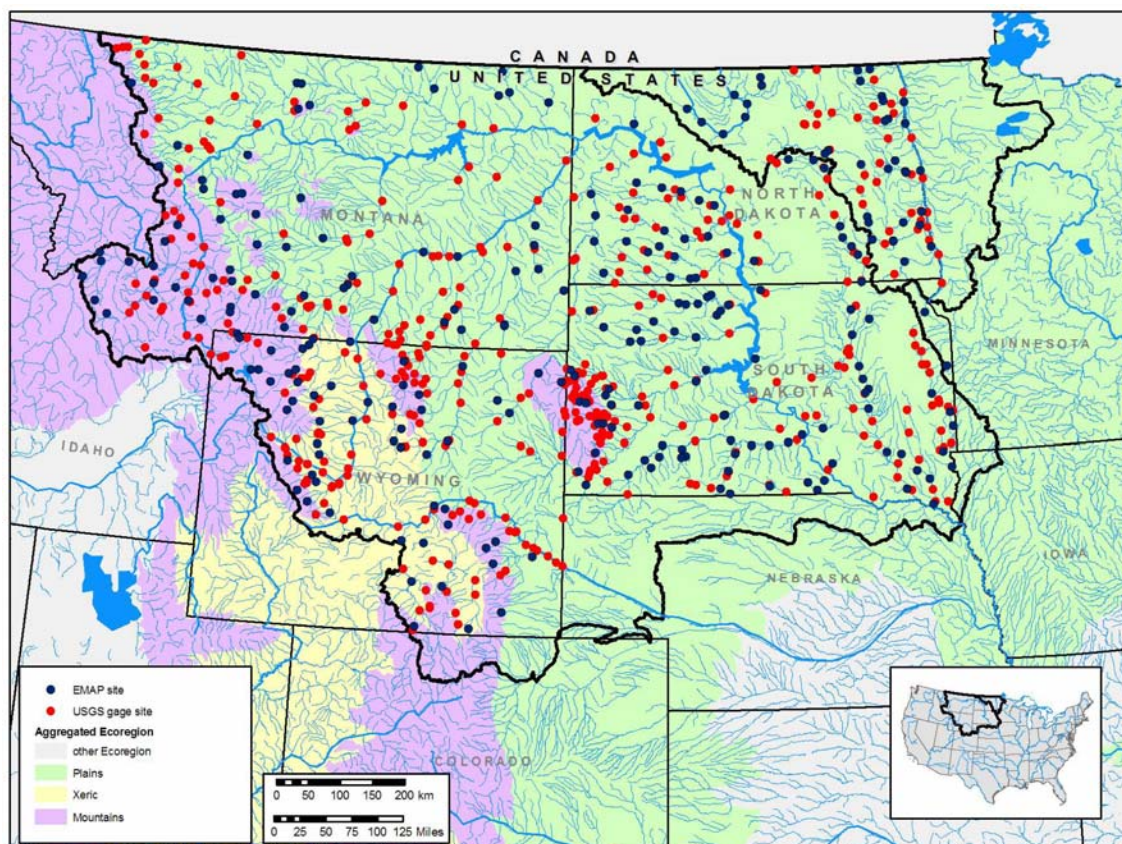 CANADA
UNITED STATES
MONTANA
NORTH
DAKOTA
MINNESOTA
SOUTH
DAKOTA
IDAHO
WYOMING
IOWA
NEBRASKA
COLORADO
EMAP site
USGS gage site
Aggregated Ecoregion
other Ecoregion
Plains
Xeric
Mountains
0 50 100 150 200 km
0 25 50 75 100 125 Miles